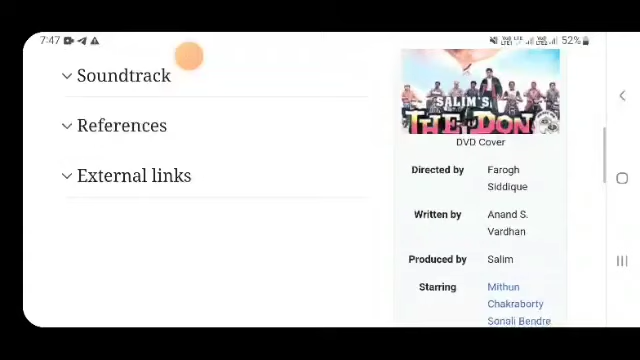 7:47
52%
Soundtrack
References
External links
SALIM'S
THE DON
DVD Cover
Directed by
Farogh
Siddique
Written by
Anand S.
Vardhan
Produced by
Salim
Starring
Mithun
Chakraborty
Sonali Bendre